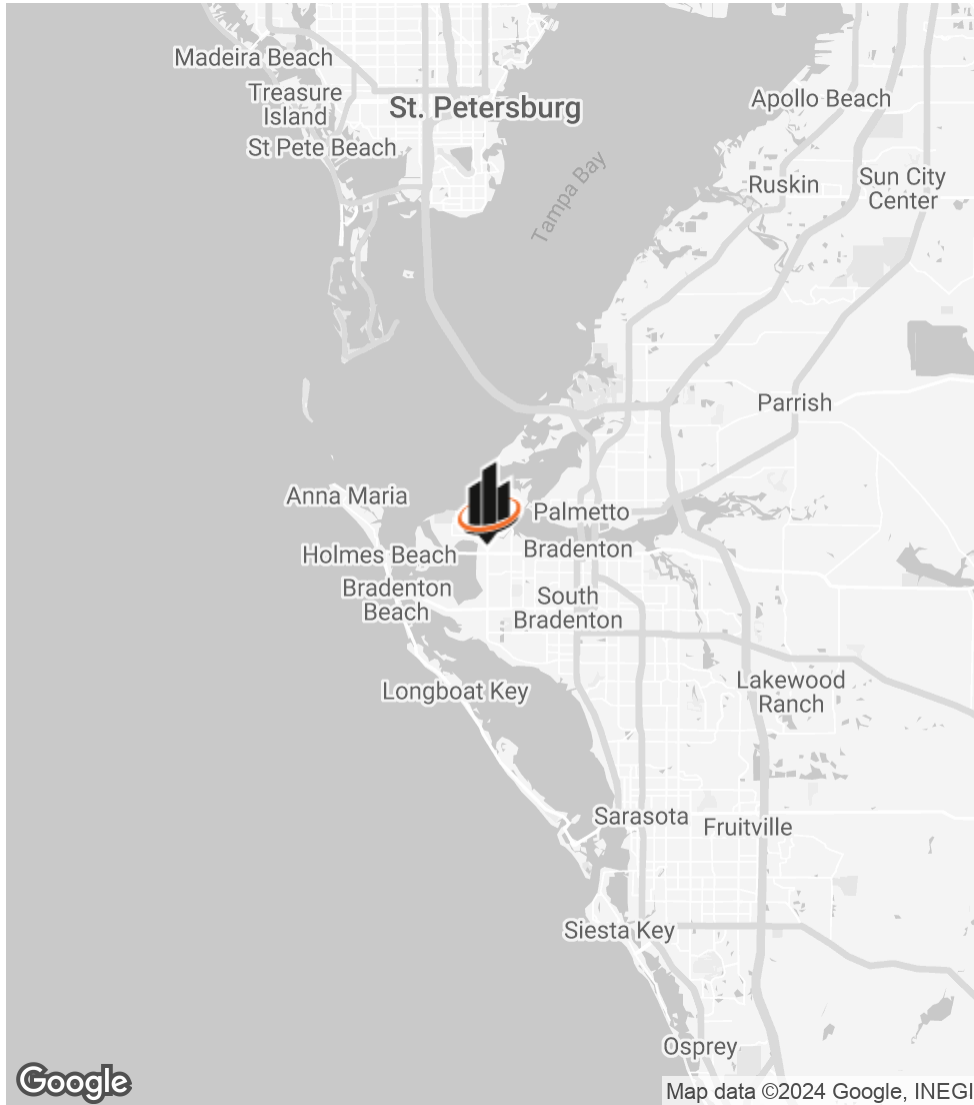 Madeira Beach
Treasure
Island
St. Petersburg
Apollo Beach
St Pete Beach
Tampa Bay
Ruskin
Sun City
Center
Parrish
Anna Maria
Palmetto
Holmes Beach
Bradenton
Bradenton
Beach
South
Bradenton
Longboat Key
Lakewood
Ranch
Sarasota
Fruitville
Siesta Key
Osprey
Google
Map data ©2024 Google, INEGI